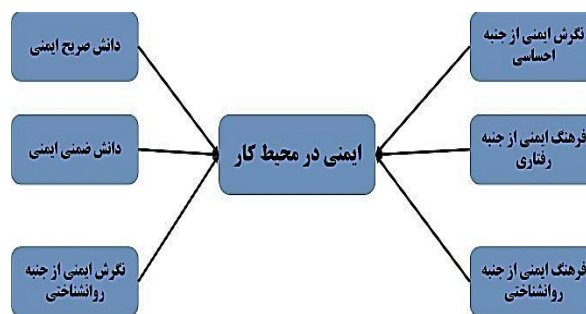 نگرش ایمنی از جنبه
احساسی
دانش صریح ایمنی
فرهنگ ایمنی از جنبه
رفتاری
ایمنی در محیط کار
دانش ضمنی ایمنی
فرهنگ ایمنی از جنبه
روانشناختی
نگرش ایمنی از جنبه
روانشناختی